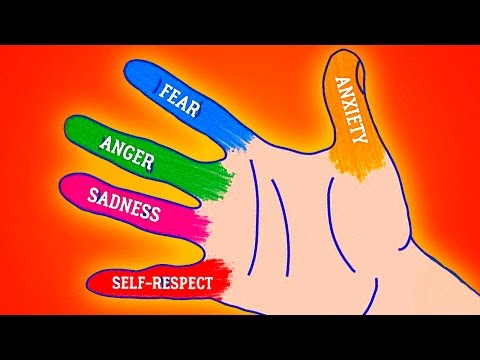 FEAR
ANXIETY
ANGER
SADNESS
SELF-RESPECT